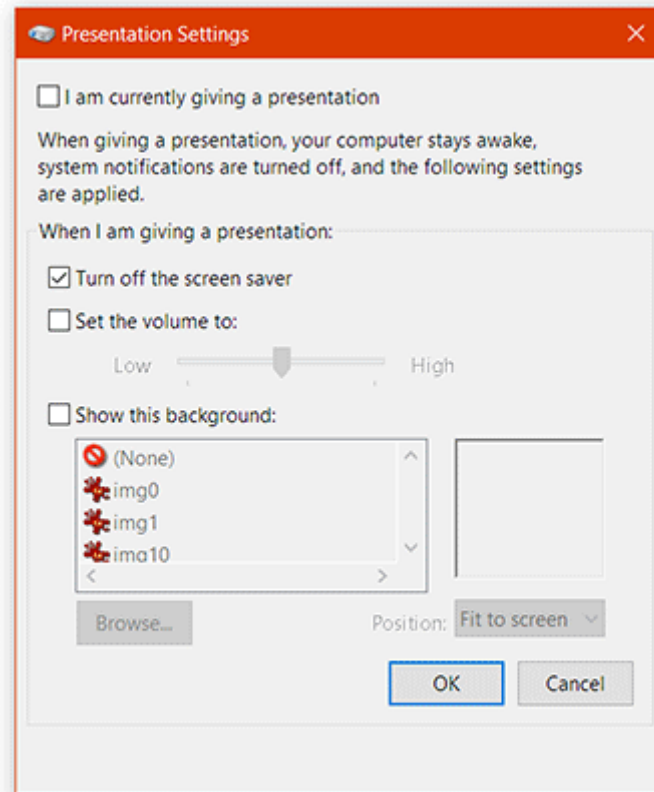 Presentation Settings
I am currently giving a presentation
When giving a presentation, your computer stays awake,
system notifications are turned off, and the following settings
are applied.
When I am giving a presentation:
Turn off the screen saver
Set the volume to:
Low High
Show this background:
(None)
img0
img1
img10
Browse...
Position: Fit to screen
OK Cancel